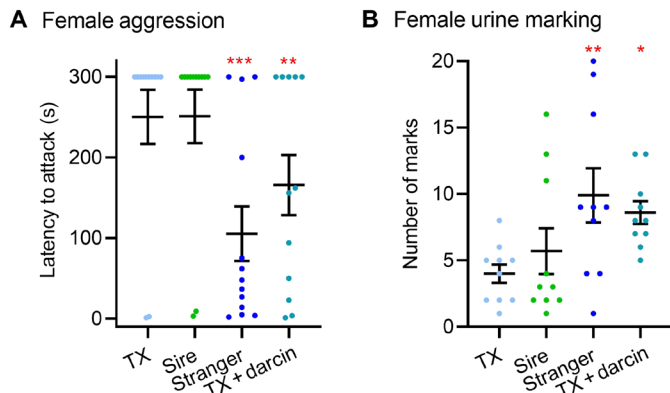 A Female aggression
Latency to attack (s)
300
200
100
0
*** **
TX
Sire
Stranger
TX + darcin
B Female urine marking
Number of marks
20
15
10
5
0
** *
TX
Sire
Stranger
TX + darcin